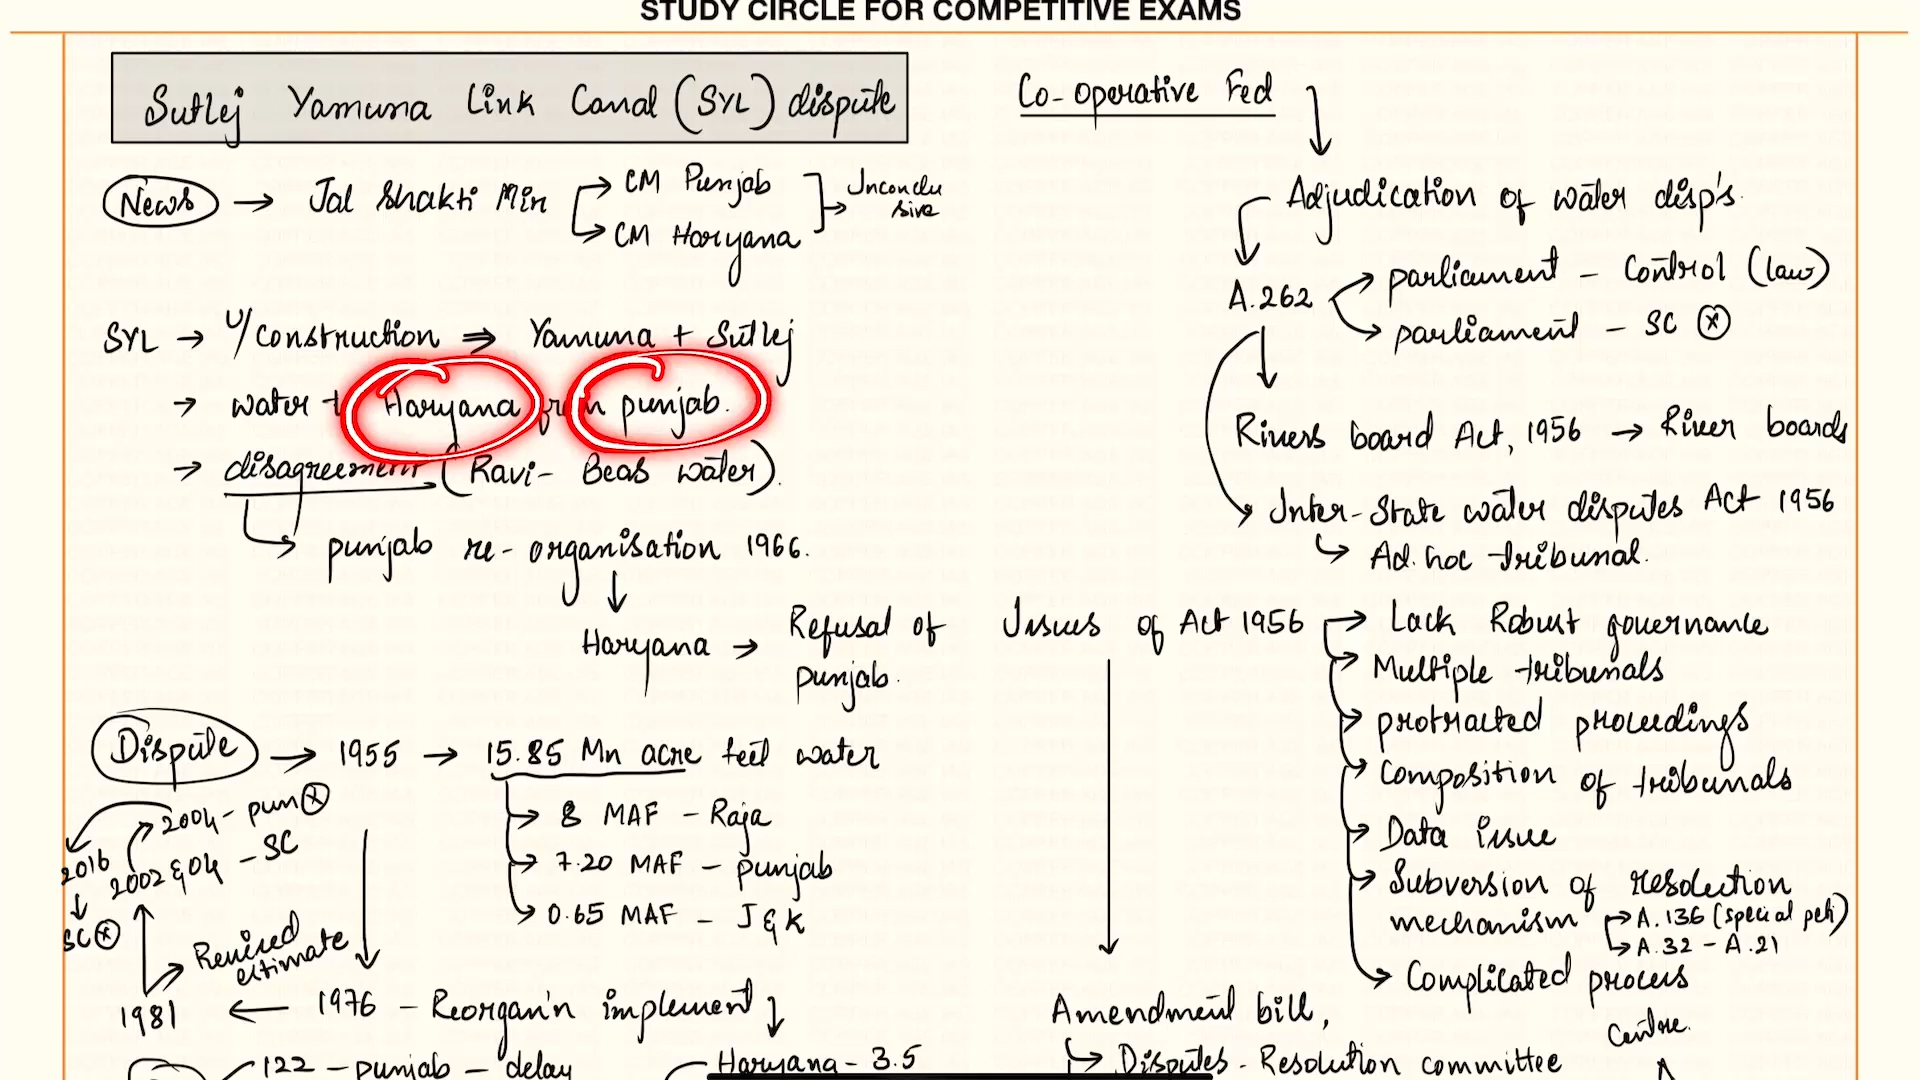 STUDY CIRCLE FOR COMPETITIVE EXAMS
Sutlej Yamuna Link Canal (SYL) dispute
News → Jal Shakti Min
→ CM Punjab
→ CM Haryana
→ Inconclu
sive
SYL → U/construction ⇒ Yamuna + Sutlej
→ water Haryana punjab.
→ disagreement (Ravi- Beas water).
→ punjab re-organisation 1966.
↓
Haryana → Refusal of
punjab.
Dispute → 1955 → 15.85 Mn acre feet water
→ 8 MAF - Raja
→ 7.20 MAF - punjab
→ 0.65 MAF - J & K
2004 - pun ⓧ
2002 & 04 - SC
2016
↓
SC ⓧ
Revised
estimate
1981 ← 1976 - Reorgan'n implement
122 - punjab - delay
Haryana - 3.5
Co-operative Fed
Adjudication of water disp's.
A.262
→ parliament - Control (law)
→ parliament - SC ⓧ
Rivers board Act, 1956 → River boards
→ Inter-State water disputes Act 1956
→ Ad.hoc tribunal.
Issues of Act 1956 → Lack Robust governance
→ Multiple tribunals
→ protracted proceedings
→ Composition of tribunals
→ Data issue
→ Subversion of resolution
mechanism → A.136 (special peti)
→ A.32 - A.21
→ Complicated process
Amendment bill,
Centre.
→ Disputes - Resolution committee